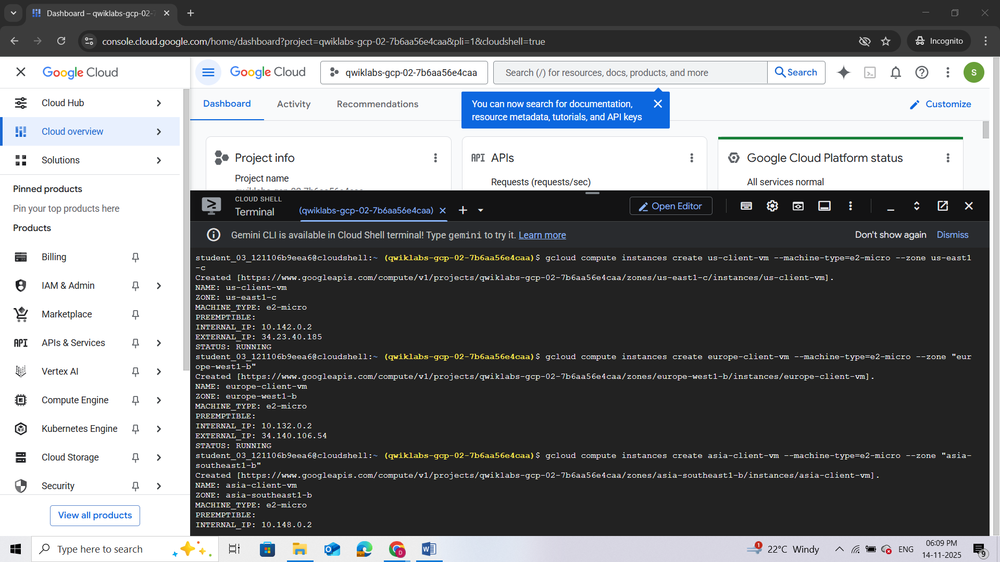 Dashboard – qwiklabs-gcp-02-
console.cloud.google.com/home/dashboard?project=qwiklabs-gcp-02-7b6aa56e4caa&pli=1&cloudshell=true
Incognito
Google Cloud
Google Cloud
qwiklabs-gcp-02-7b6aa56e4caa
Search (/) for resources, docs, products, and more
Search
S
Cloud Hub
Cloud overview
Solutions
Pinned products
Pin your top products here
Products
Billing
IAM & Admin
Marketplace
API APIs & Services
Vertex AI
Compute Engine
Kubernetes Engine
Cloud Storage
Security
View all products
Dashboard
Activity
Recommendations
You can now search for documentation,
resource metadata, tutorials, and API keys
Customize
Project info
Project name
qwiklabs-gcp-02-7b6aa56e4caa
API APIs
Requests (requests/sec)
Google Cloud Platform status
All services normal
CLOUD SHELL
Terminal
(qwiklabs-gcp-02-7b6aa56e4caa)
Open Editor
Gemini CLI is available in Cloud Shell terminal! Type gemini to try it. Learn more
Don't show again
Dismiss
student_03_121106b9eea6@cloudshell:~ (qwiklabs-gcp-02-7b6aa56e4caa)$ gcloud compute instances create us-client-vm --machine-type=e2-micro --zone us-east1
-c
Created [https://www.googleapis.com/compute/v1/projects/qwiklabs-gcp-02-7b6aa56e4caa/zones/us-east1-c/instances/us-client-vm].
NAME: us-client-vm
ZONE: us-east1-c
MACHINE_TYPE: e2-micro
PREEMPTIBLE:
INTERNAL_IP: 10.142.0.2
EXTERNAL_IP: 34.23.40.185
STATUS: RUNNING
student_03_121106b9eea6@cloudshell:~ (qwiklabs-gcp-02-7b6aa56e4caa)$ gcloud compute instances create europe-client-vm --machine-type=e2-micro --zone "eur
ope-west1-b"
Created [https://www.googleapis.com/compute/v1/projects/qwiklabs-gcp-02-7b6aa56e4caa/zones/europe-west1-b/instances/europe-client-vm].
NAME: europe-client-vm
ZONE: europe-west1-b
MACHINE_TYPE: e2-micro
PREEMPTIBLE:
INTERNAL_IP: 10.132.0.2
EXTERNAL_IP: 34.140.106.54
STATUS: RUNNING
student_03_121106b9eea6@cloudshell:~ (qwiklabs-gcp-02-7b6aa56e4caa)$ gcloud compute instances create asia-client-vm --machine-type=e2-micro --zone "asia-
southeast1-b"
Created [https://www.googleapis.com/compute/v1/projects/qwiklabs-gcp-02-7b6aa56e4caa/zones/asia-southeast1-b/instances/asia-client-vm].
NAME: asia-client-vm
ZONE: asia-southeast1-b
MACHINE_TYPE: e2-micro
PREEMPTIBLE:
INTERNAL_IP: 10.148.0.2
Type here to search
D
1
22°C Windy
ENG
06:09 PM
14-11-2025
9